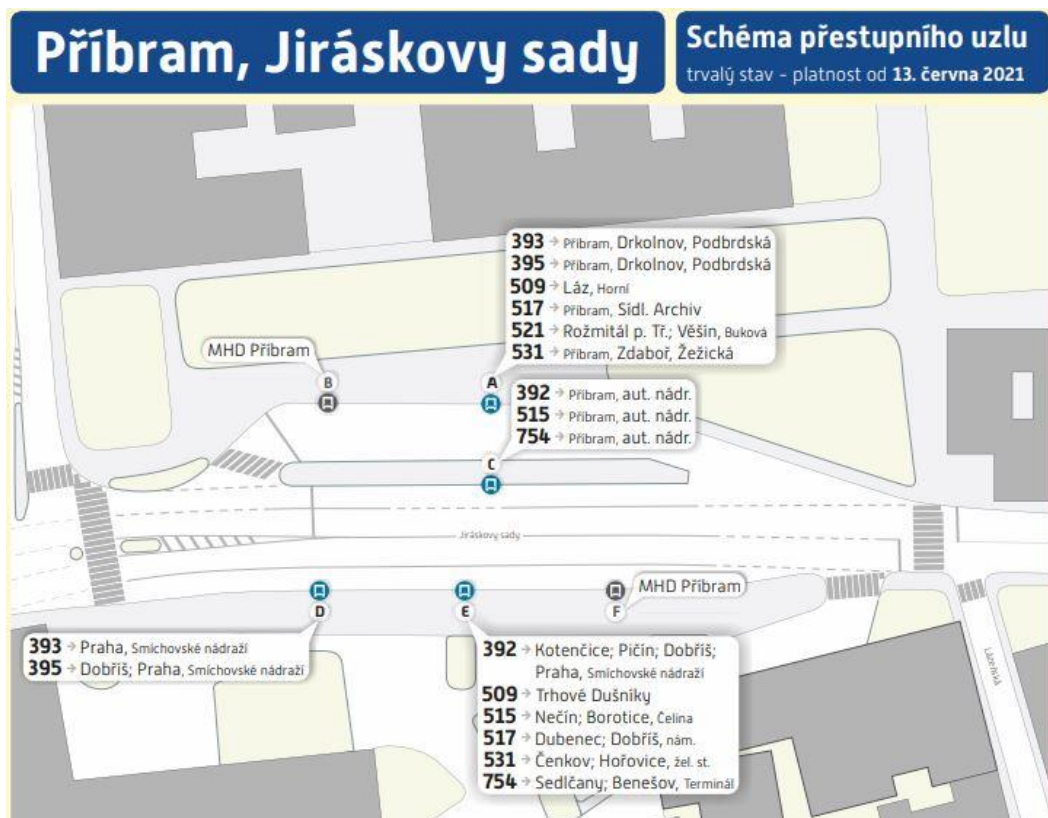 Příbram, Jiráskovy sady
Schéma přestupního uzlu
trvalý stav - platnost od 13. června 2021
393 → Příbram, Drkolnov, Podbrdská
395 → Příbram, Drkolnov, Podbrdská
509 → Láz, Horní
517 → Příbram, Sídl. Archiv
521 → Rožmitál p. Tř.; Věšín, Buková
531 → Příbram, Zdaboř, Žežická
MHD Příbram
B
A
392 → Příbram, aut. nádr.
515 → Příbram, aut. nádr.
754 → Příbram, aut. nádr.
C
Jiráskovy sady
D
E
F
MHD Příbram
393 → Praha, Smíchovské nádraží
395 → Dobříš; Praha, Smíchovské nádraží
392 → Kotenčice; Pičín; Dobříš;
Praha, Smíchovské nádraží
509 → Trhové Dušníky
515 → Nečín; Borotice, Čelina
517 → Dubenec; Dobříš, nám.
531 → Čenkov; Hořovice, žel. st.
754 → Sedlčany; Benešov, Terminál
Lázeňská